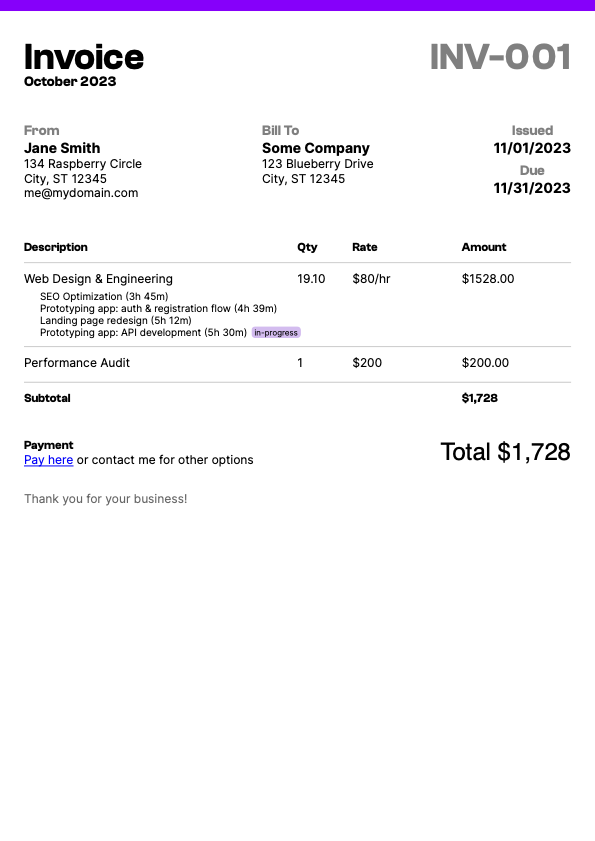 Invoice
October 2023
INV-001
From
Jane Smith
134 Raspberry Circle
City, ST 12345
me@mydomain.com
Bill To
Some Company
123 Blueberry Drive
City, ST 12345
Issued
11/01/2023
Due
11/31/2023
Description Qty Rate Amount
Web Design & Engineering 19.10 $80/hr $1528.00
SEO Optimization (3h 45m)
Prototyping app: auth & registration flow (4h 39m)
Landing page redesign (5h 12m)
Prototyping app: API development (5h 30m) in-progress
Performance Audit 1 $200 $200.00
Subtotal $1,728
Payment
Pay here or contact me for other options
Total $1,728
Thank you for your business!